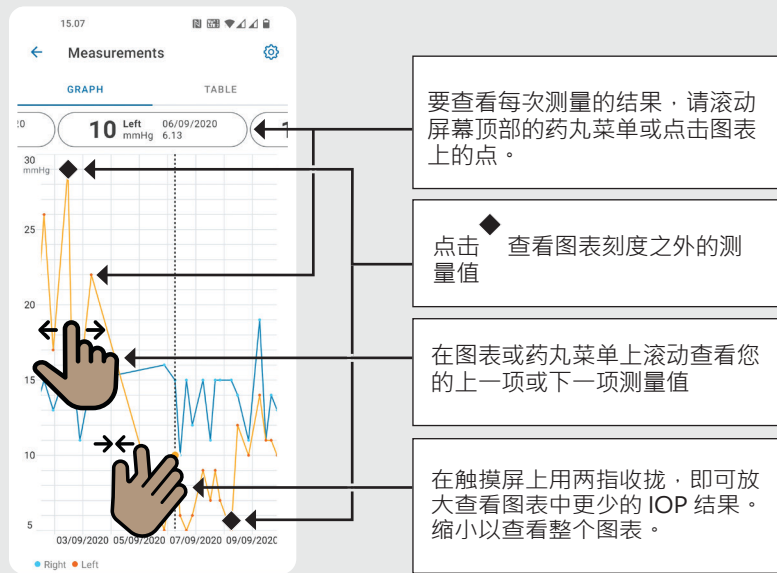 15.07
Measurements
GRAPH
TABLE
20
10 Left 06/09/2020
mmHg 6.13
1
30
mmHg
25
20
15
10
5
03/09/2020 05/09/2020 07/09/2020 09/09/2020
Right Left
要查看每次测量的结果，请滚动
屏幕顶部的药丸菜单或点击图表
上的点。
点击◆ 查看图表刻度之外的测
量值
在图表或药丸菜单上滚动查看您
的上一项或下一项测量值
在触摸屏上用两指收拢，即可放
大查看图表中更少的 IOP 结果。
缩小以查看整个图表。